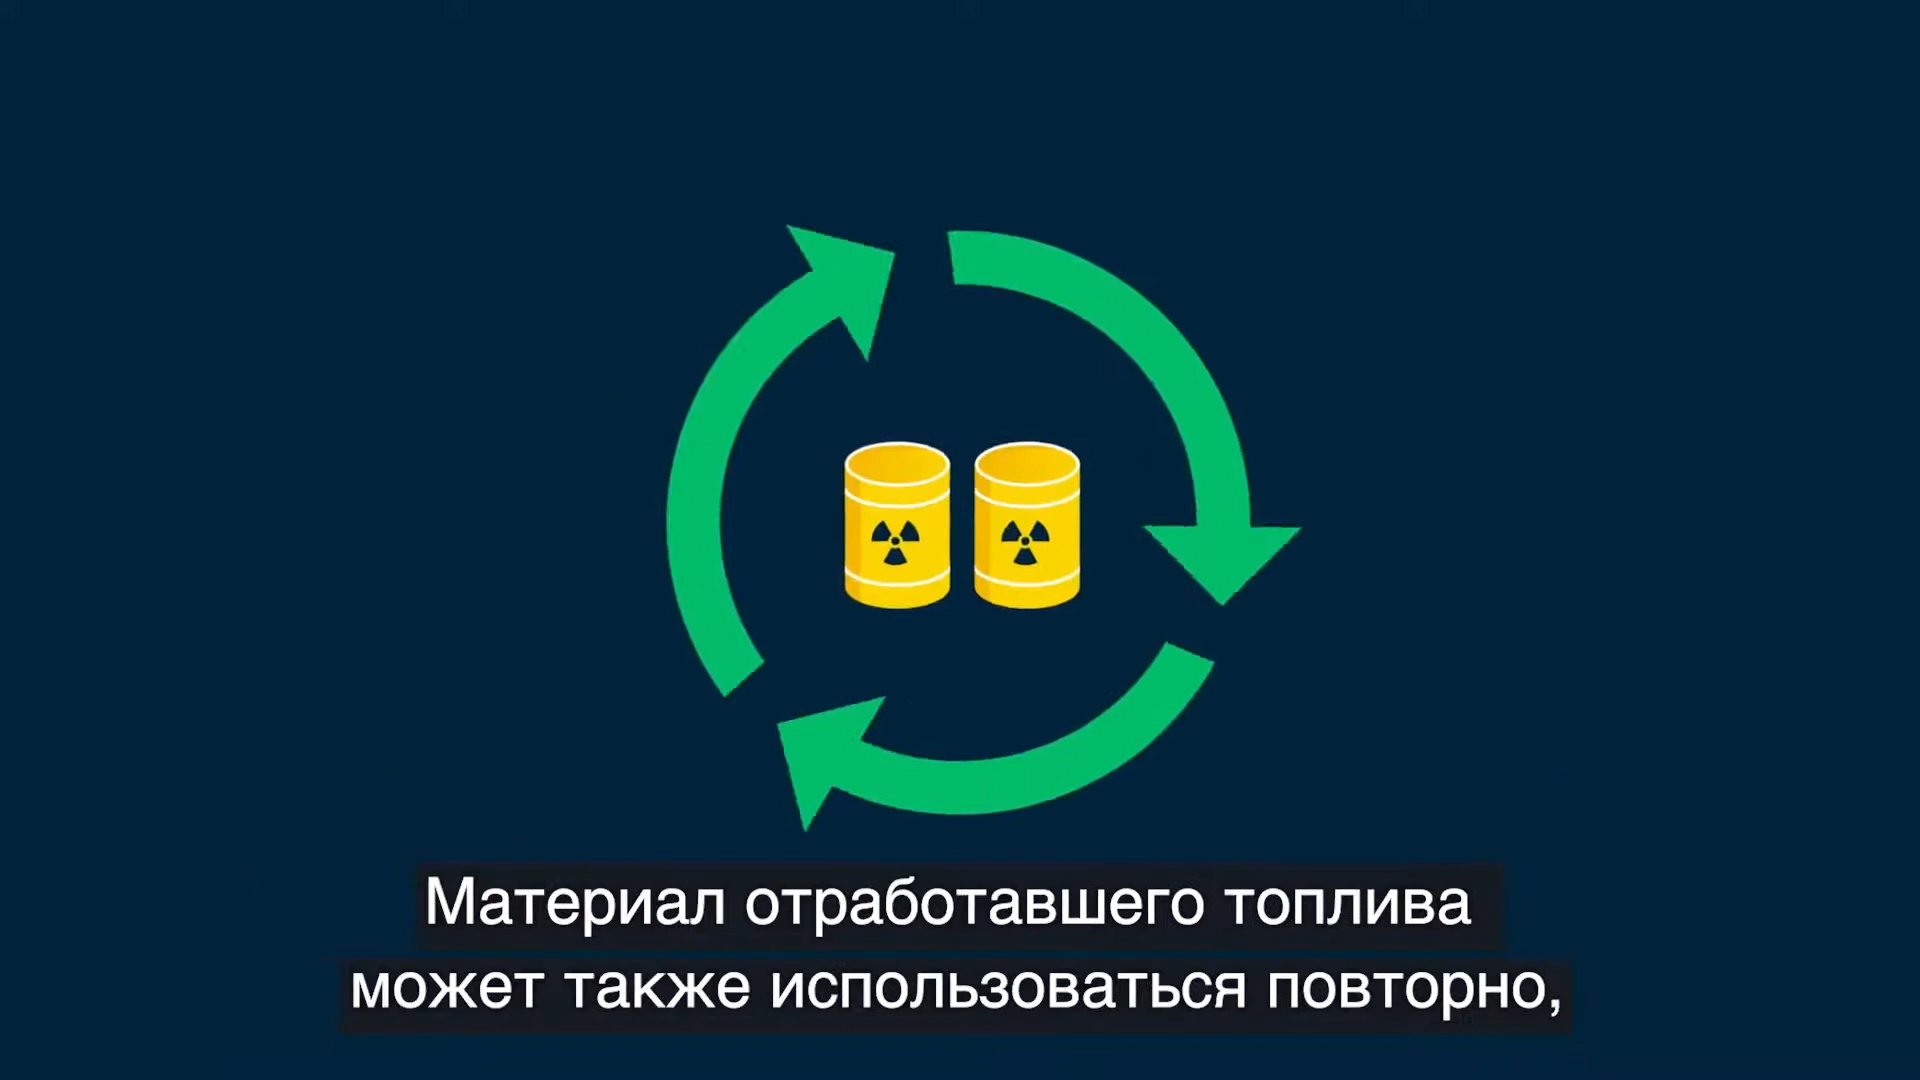 Материал отработавшего топлива
может также использоваться повторно,